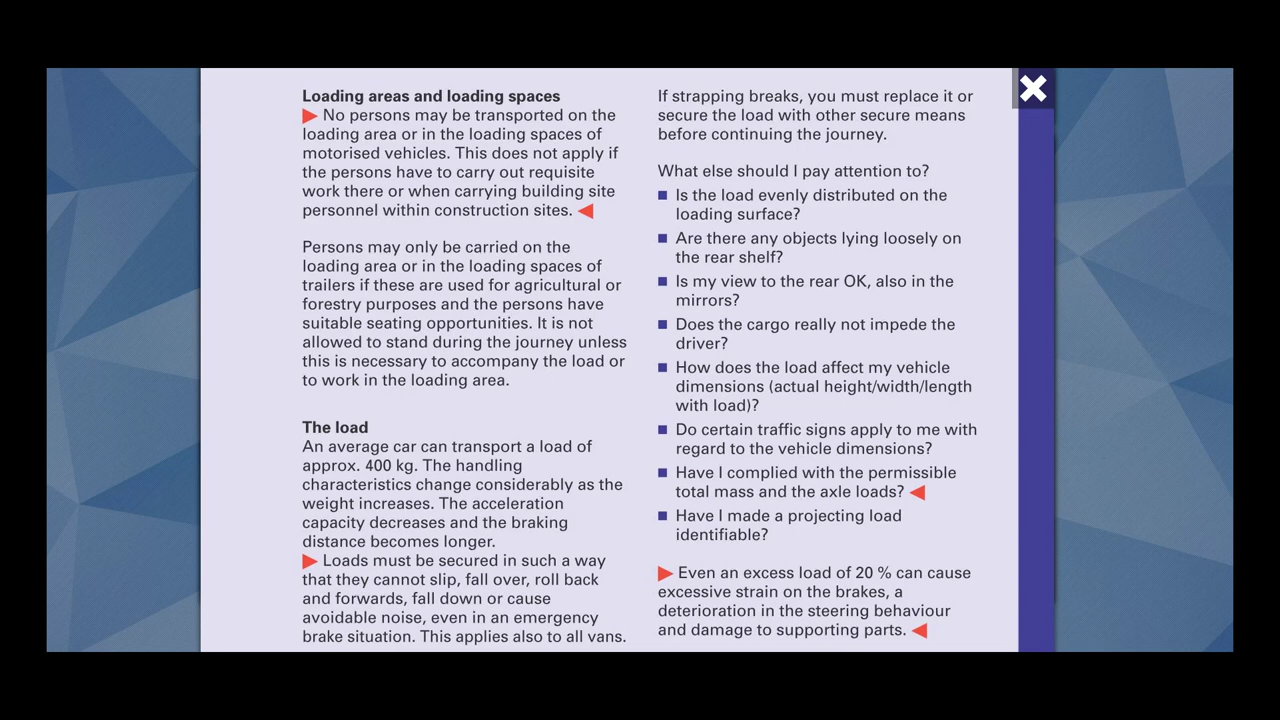 Loading areas and loading spaces
No persons may be transported on the
loading area or in the loading spaces of
motorised vehicles. This does not apply if
the persons have to carry out requisite
work there or when carrying building site
personnel within construction sites.
Persons may only be carried on the
loading area or in the loading spaces of
trailers if these are used for agricultural or
forestry purposes and the persons have
suitable seating opportunities. It is not
allowed to stand during the journey unless
this is necessary to accompany the load or
to work in the loading area.
The load
An average car can transport a load of
approx. 400 kg. The handling
characteristics change considerably as the
weight increases. The acceleration
capacity decreases and the braking
distance becomes longer.
Loads must be secured in such a way
that they cannot slip, fall over, roll back
and forwards, fall down or cause
avoidable noise, even in an emergency
brake situation. This applies also to all vans.
If strapping breaks, you must replace it or
secure the load with other secure means
before continuing the journey.
What else should I pay attention to?
Is the load evenly distributed on the
loading surface?
Are there any objects lying loosely on
the rear shelf?
Is my view to the rear OK, also in the
mirrors?
Does the cargo really not impede the
driver?
How does the load affect my vehicle
dimensions (actual height/width/length
with load)?
Do certain traffic signs apply to me with
regard to the vehicle dimensions?
Have I complied with the permissible
total mass and the axle loads?
Have I made a projecting load
identifiable?
Even an excess load of 20 % can cause
excessive strain on the brakes, a
deterioration in the steering behaviour
and damage to supporting parts.